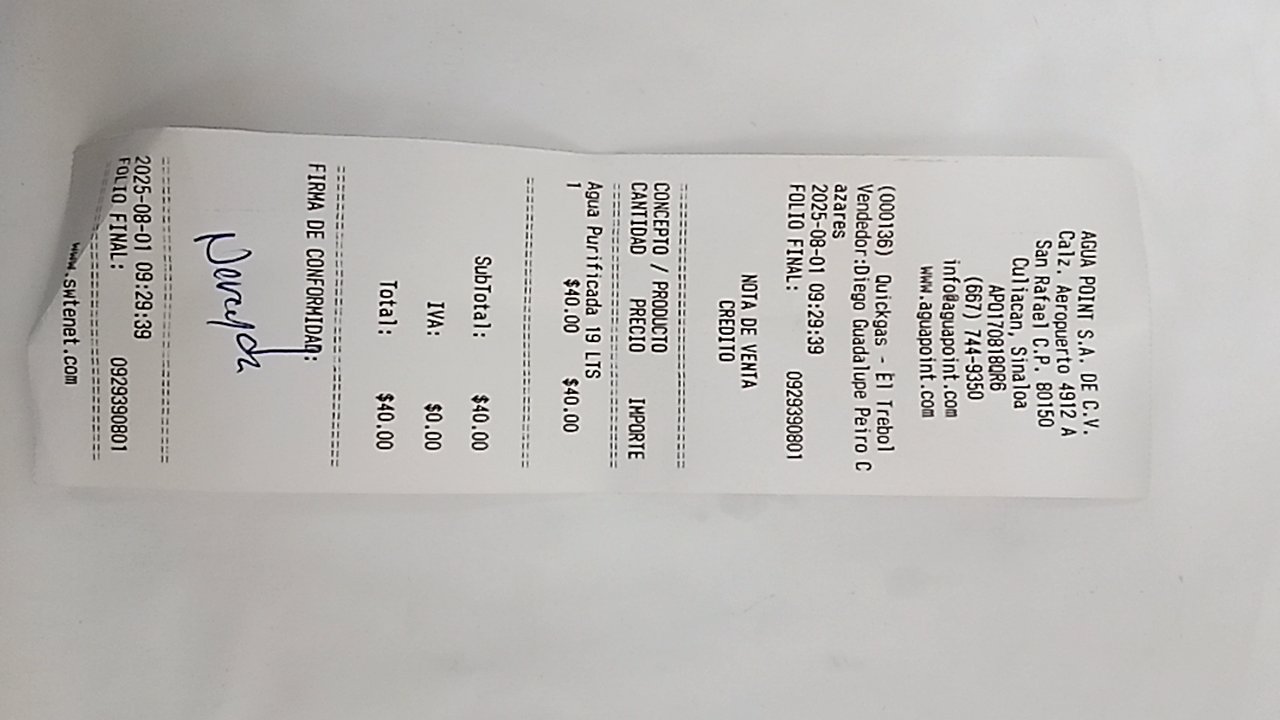 AGUA POINT S.A. DE C.V.
Calz. Aeropuerto 4912 A
San Rafael C.P. 80150
Culiacan, Sinaloa
APO170818QR6
(667) 744-9350
info@aguapoint.com
www.aguapoint.com
(000136) Quickgas - El Trebol
Vendedor:Diego Guadalupe Peiro C
azares
2025-08-01 09:29:39
FOLIO FINAL: 0929390801
NOTA DE VENTA
CREDITO
================================
CONCEPTO / PRODUCTO
CANTIDAD PRECIO IMPORTE
================================
Agua Purificada 19 LTS
1 $40.00 $40.00
================================
SubTotal: $40.00
IVA: $0.00
Total: $40.00
================================
FIRMA DE CONFORMIDAD:
================================
2025-08-01 09:29:39
FOLIO FINAL: 0929390801
================================
www.swtenet.com